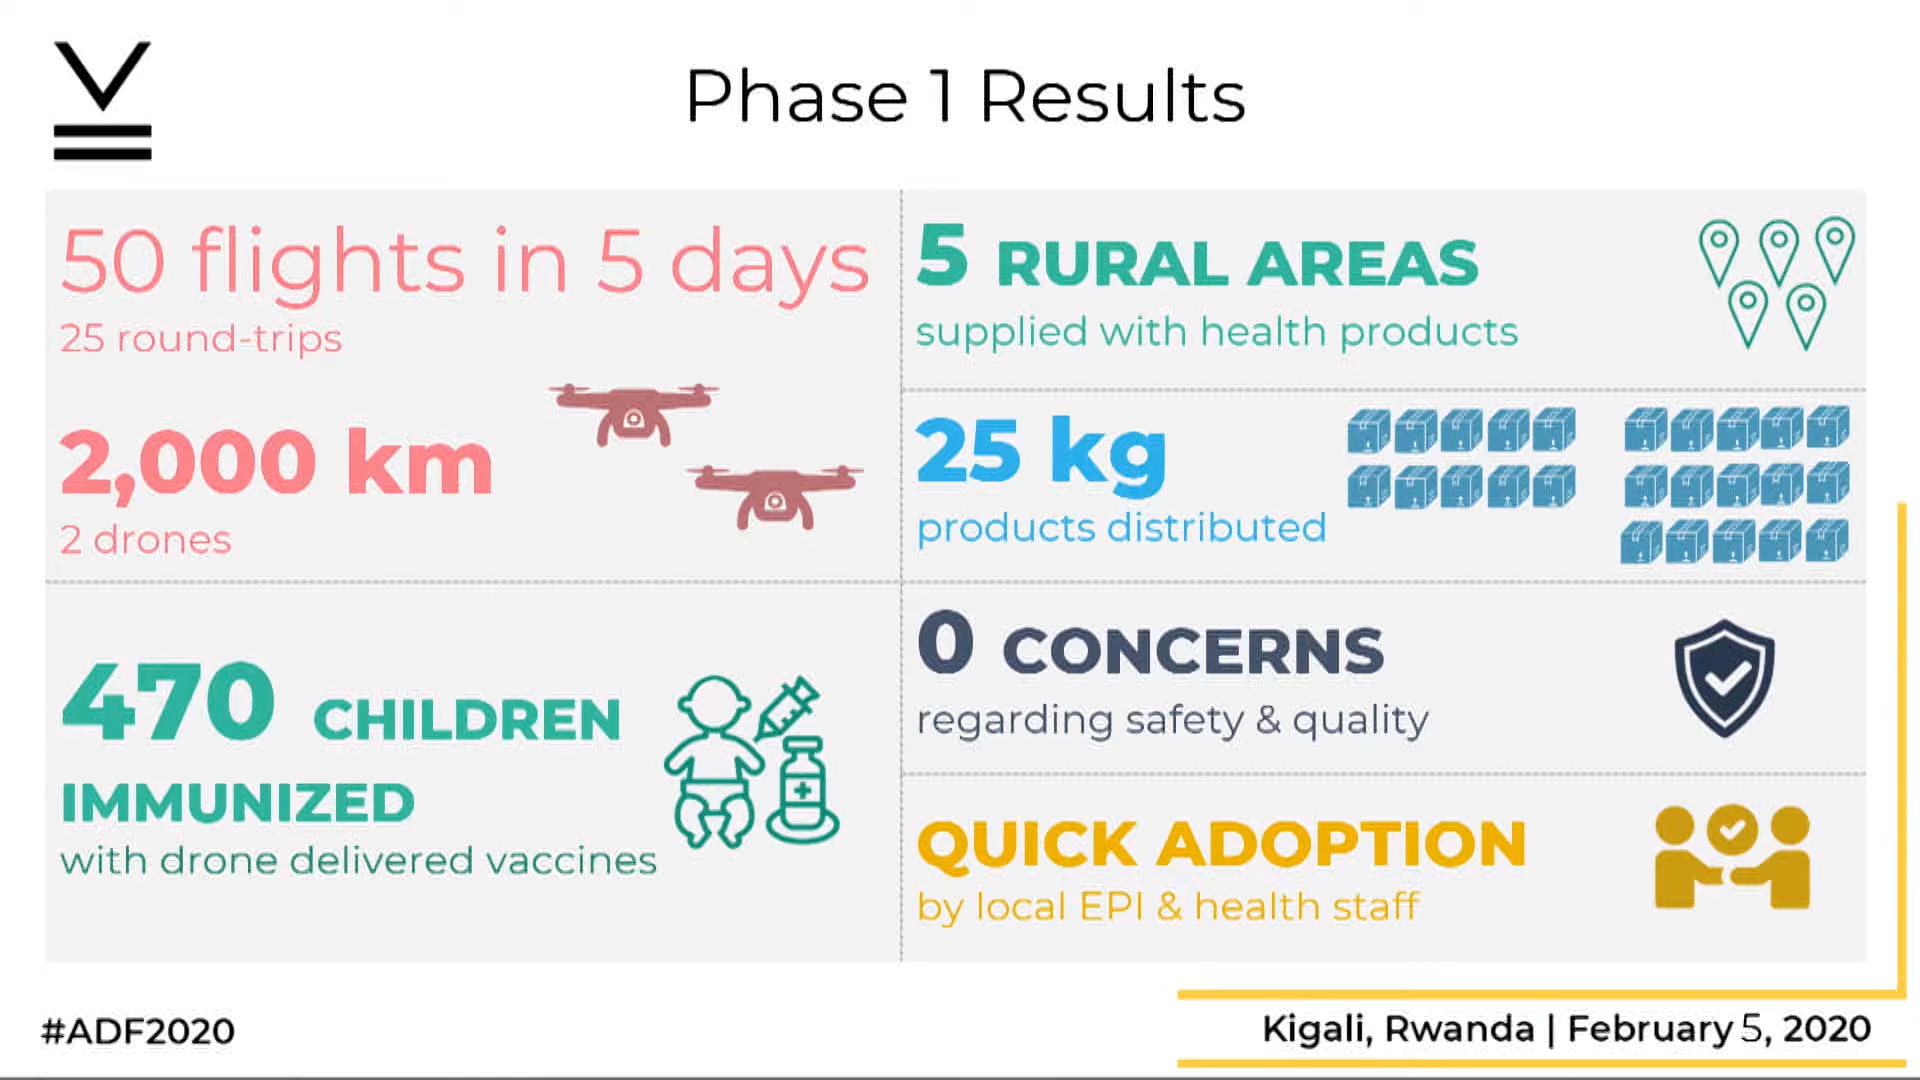 Phase 1 Results
50 flights in 5 days
25 round-trips
2,000 km
2 drones
470 CHILDREN
IMMUNIZED
with drone delivered vaccines
5 RURAL AREAS
supplied with health products
25 kg
products distributed
0 CONCERNS
regarding safety & quality
QUICK ADOPTION
by local EPI & health staff
#ADF2020
Kigali, Rwanda | February 5, 2020